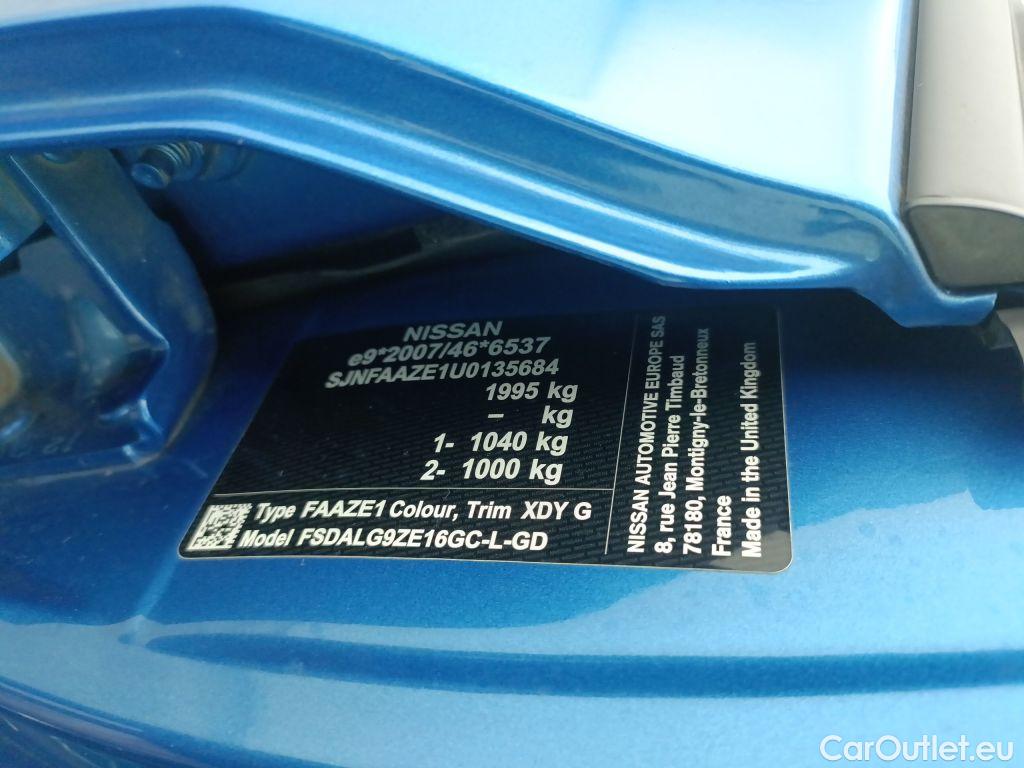 NISSAN
e9*2007/46*6537
SJNFAAZE1U0135684
1995 kg
– kg
1- 1040 kg
2- 1000 kg
Type FAAZE1 Colour, Trim XDY G
Model FSDALG9ZE16GC-L-GD
NISSAN AUTOMOTIVE EUROPE SAS
8, rue Jean Pierre Timbaud
78180, Montigny-le-Bretonneux
France
Made in the United Kingdom
CarOutlet.eu